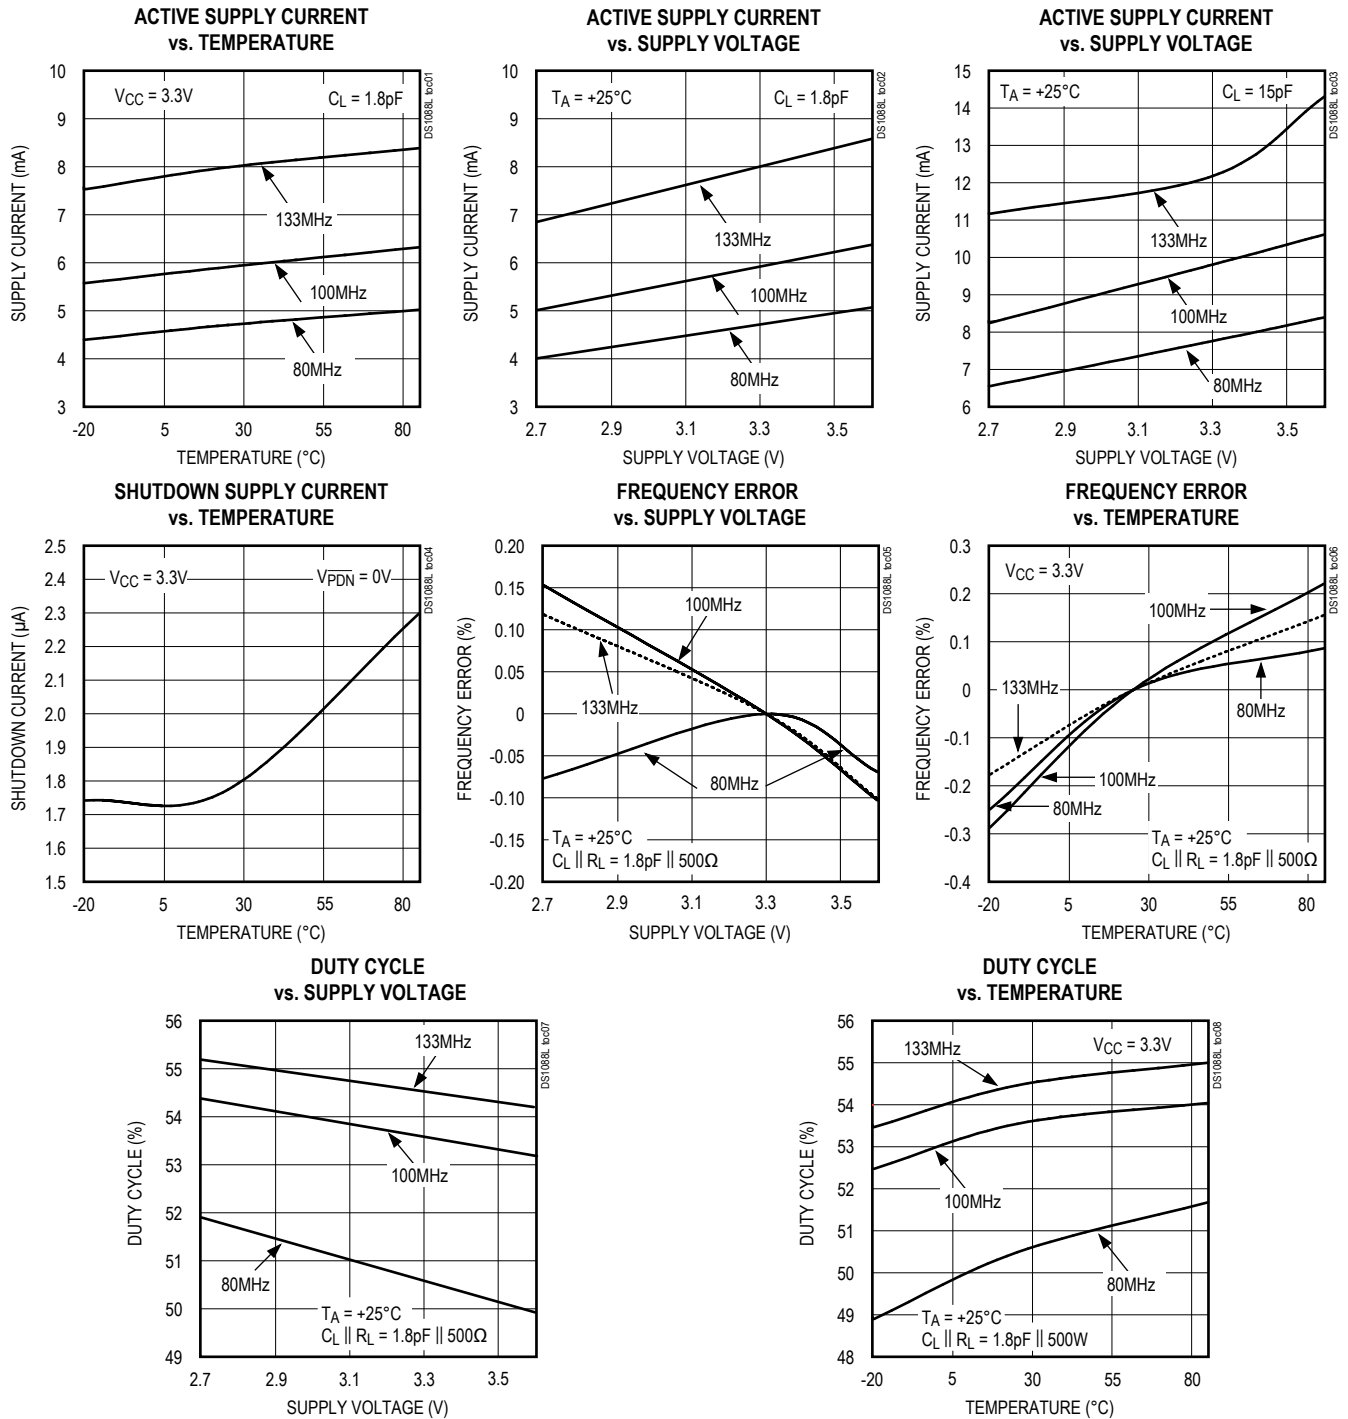 ACTIVE SUPPLY CURRENT
vs. TEMPERATURE
10
9
8
7
6
5
4
3
SUPPLY CURRENT (mA)
VCC = 3.3V
CL = 1.8pF
133MHz
100MHz
80MHz
-20
5
30
55
80
TEMPERATURE (°C)
DS1088L toc01
ACTIVE SUPPLY CURRENT
vs. SUPPLY VOLTAGE
10
9
8
7
6
5
4
3
SUPPLY CURRENT (mA)
TA = +25°C
CL = 1.8pF
133MHz
100MHz
80MHz
2.7
2.9
3.1
3.3
3.5
SUPPLY VOLTAGE (V)
DS1088L toc02
ACTIVE SUPPLY CURRENT
vs. SUPPLY VOLTAGE
15
14
13
12
11
10
9
8
7
6
SUPPLY CURRENT (mA)
TA = +25°C
CL = 15pF
133MHz
100MHz
80MHz
2.7
2.9
3.1
3.3
3.5
SUPPLY VOLTAGE (V)
DS1088L toc03
SHUTDOWN SUPPLY CURRENT
vs. TEMPERATURE
2.5
2.4
2.3
2.2
2.1
2.0
1.9
1.8
1.7
1.6
1.5
SHUTDOWN CURRENT (µA)
VCC = 3.3V
VPDN = 0V
-20
5
30
55
80
TEMPERATURE (°C)
DS1088L toc04
FREQUENCY ERROR
vs. SUPPLY VOLTAGE
0.20
0.15
0.10
0.05
0
-0.05
-0.10
-0.15
-0.20
FREQUENCY ERROR (%)
100MHz
133MHz
80MHz
TA = +25°C
CL || RL = 1.8pF || 500Ω
2.7
2.9
3.1
3.3
3.5
SUPPLY VOLTAGE (V)
DS1088L toc05
FREQUENCY ERROR
vs. TEMPERATURE
0.3
0.2
0.1
0
-0.1
-0.2
-0.3
-0.4
FREQUENCY ERROR (%)
VCC = 3.3V
100MHz
133MHz
80MHz
100MHz
80MHz
TA = +25°C
CL || RL = 1.8pF || 500Ω
-20
5
30
55
80
TEMPERATURE (°C)
DS1088L toc06
DUTY CYCLE
vs. SUPPLY VOLTAGE
56
55
54
53
52
51
50
49
DUTY CYCLE (%)
133MHz
100MHz
80MHz
TA = +25°C
CL || RL = 1.8pF || 500Ω
2.7
2.9
3.1
3.3
3.5
SUPPLY VOLTAGE (V)
DS1088L toc07
DUTY CYCLE
vs. TEMPERATURE
56
55
54
53
52
51
50
49
48
DUTY CYCLE (%)
133MHz
VCC = 3.3V
100MHz
80MHz
TA = +25°C
CL || RL = 1.8pF || 500W
-20
5
30
55
80
TEMPERATURE (°C)
DS1088L toc08